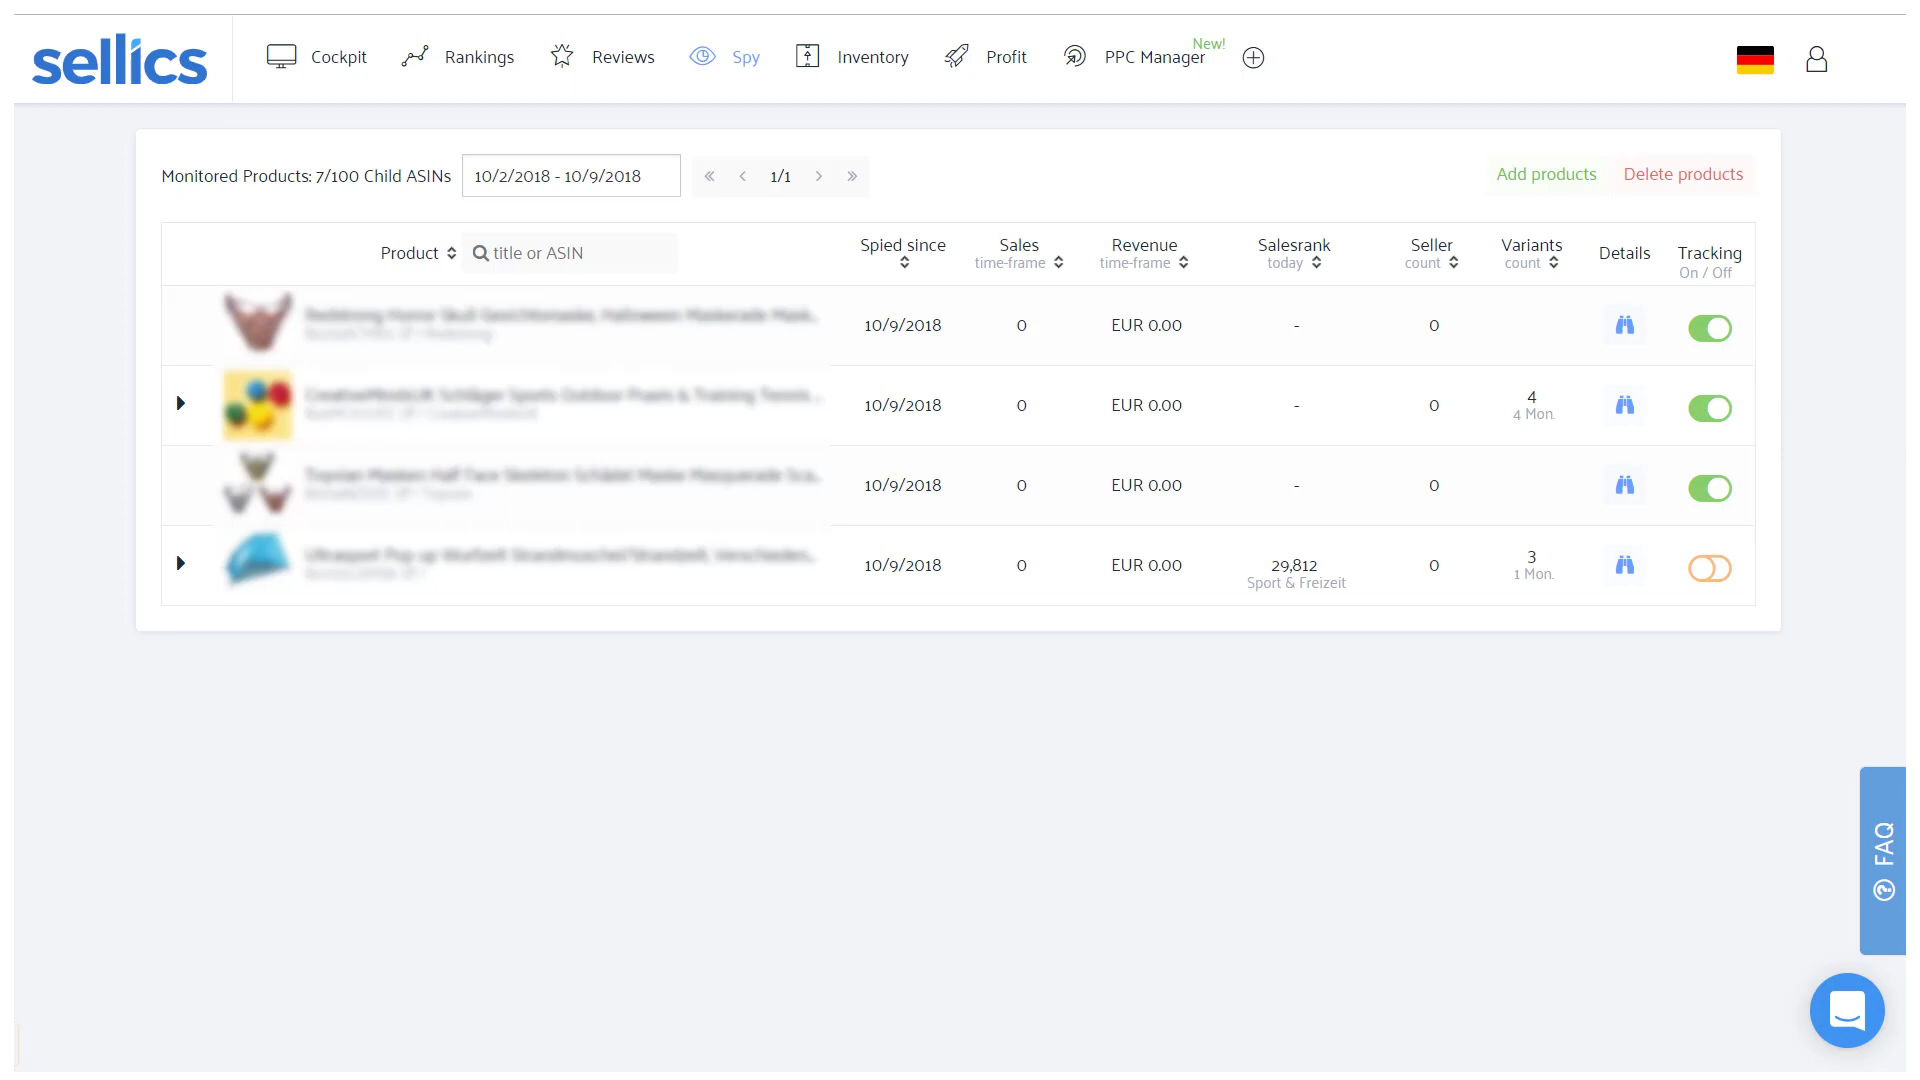 sellics
Cockpit Rankings Reviews Spy Inventory Profit PPC Manager New!
Monitored Products: 7/100 Child ASINs 10/2/2018 - 10/9/2018 « ‹ 1/1 › » Add products Delete products
Product title or ASIN Spied since Sales Revenue Salesrank Seller Variants Details Tracking
time-frame time-frame today count count On / Off
10/9/2018 0 EUR 0.00 - 0
10/9/2018 0 EUR 0.00 - 0 4
4 Mon.
10/9/2018 0 EUR 0.00 - 0
10/9/2018 0 EUR 0.00 29,812 0 3
Sport & Freizeit 1 Mon.
FAQ